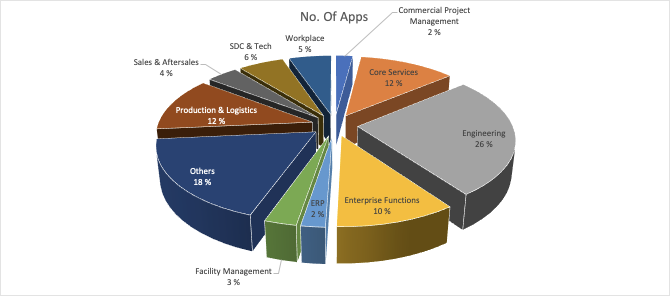 No. Of Apps
Commercial Project
Management
2 %
Core Services
12 %
Engineering
26 %
Enterprise Functions
10 %
ERP
2 %
Facility Management
3 %
Others
18 %
Production & Logistics
12 %
Sales & Aftersales
4 %
SDC & Tech
6 %
Workplace
5 %